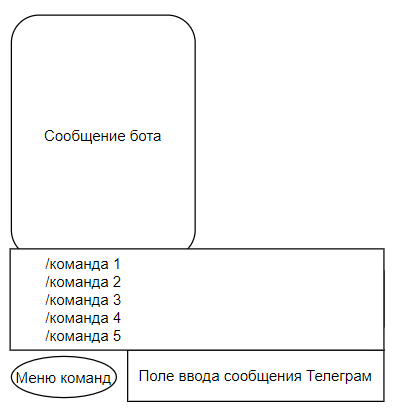 Сообщение бота
/команда 1
/команда 2
/команда 3
/команда 4
/команда 5
Меню команд
Поле ввода сообщения Телеграм